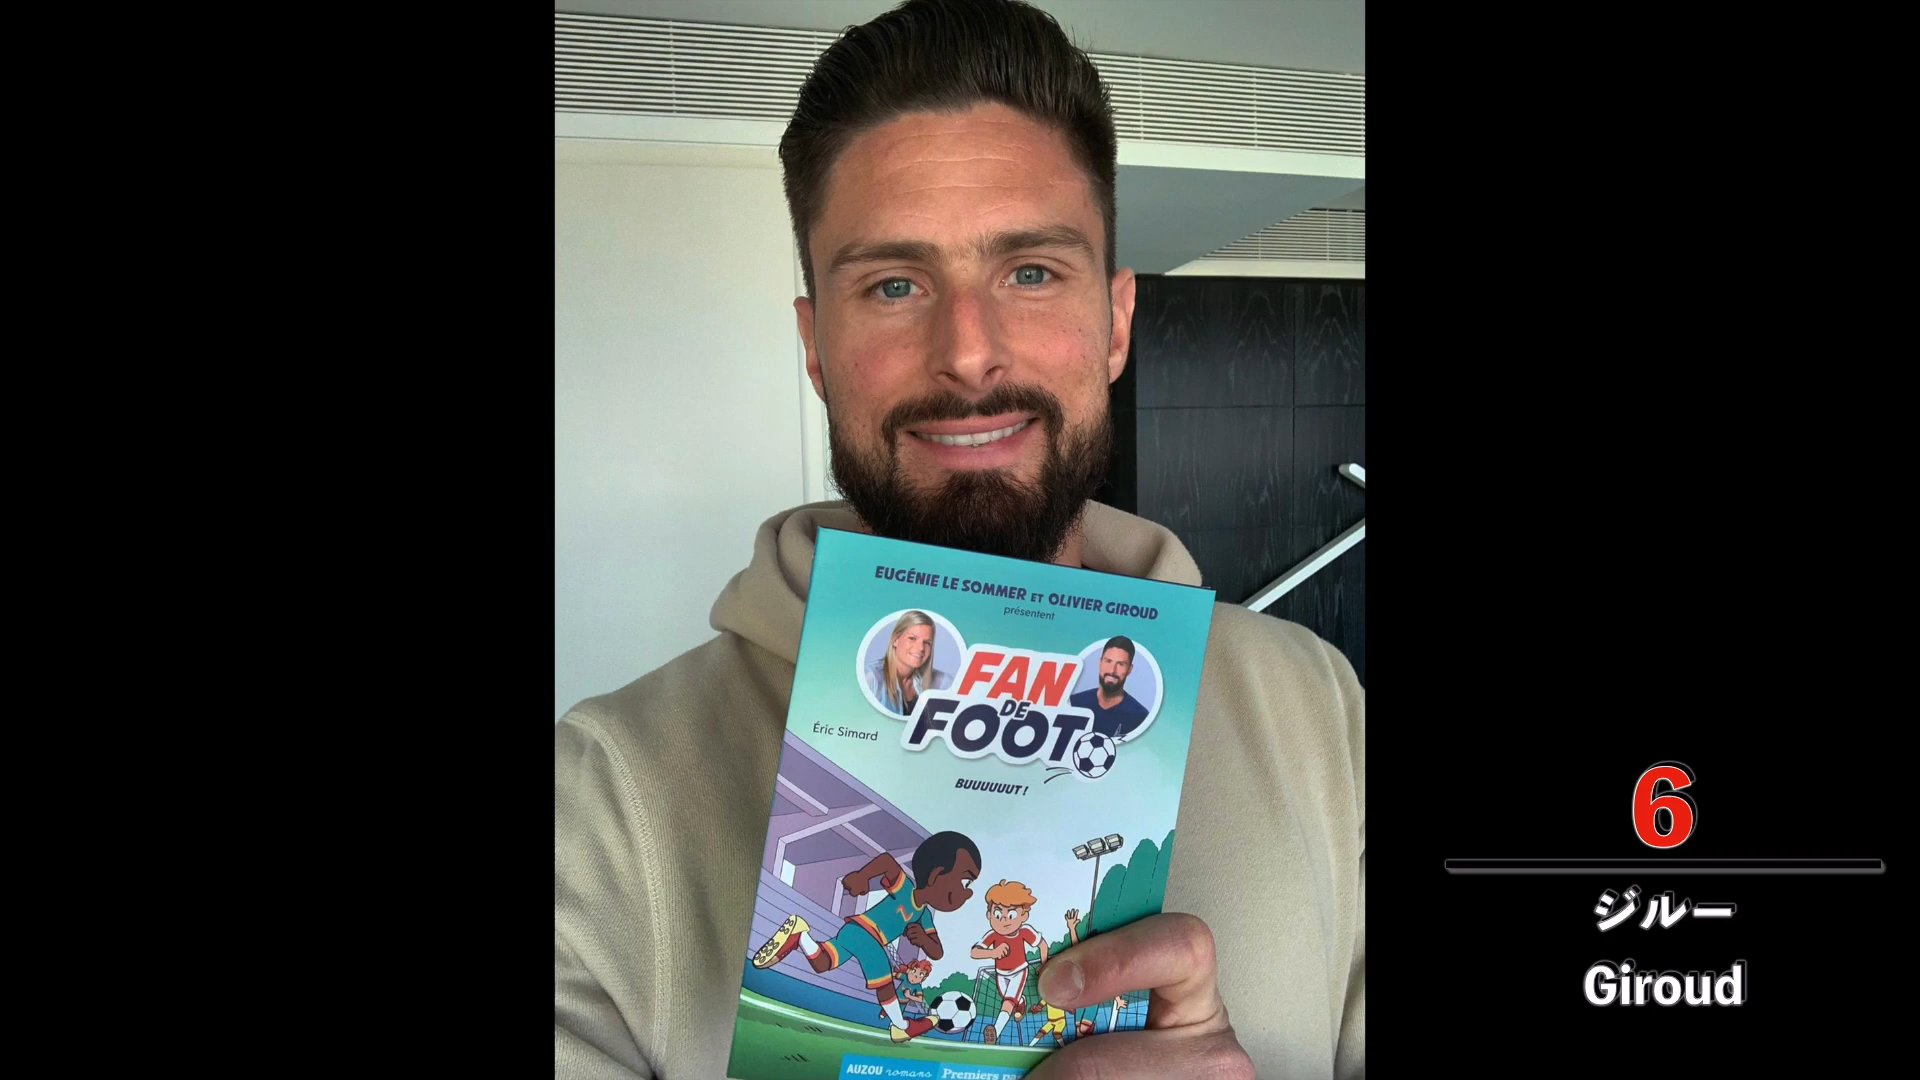 EUGÉNIE LE SOMMER ET OLIVIER GIROUD
présentent
FAN
DE
FOOT
Éric Simard
BUUUUUUT !
AUZOU romans Premiers
6
ジルー
Giroud